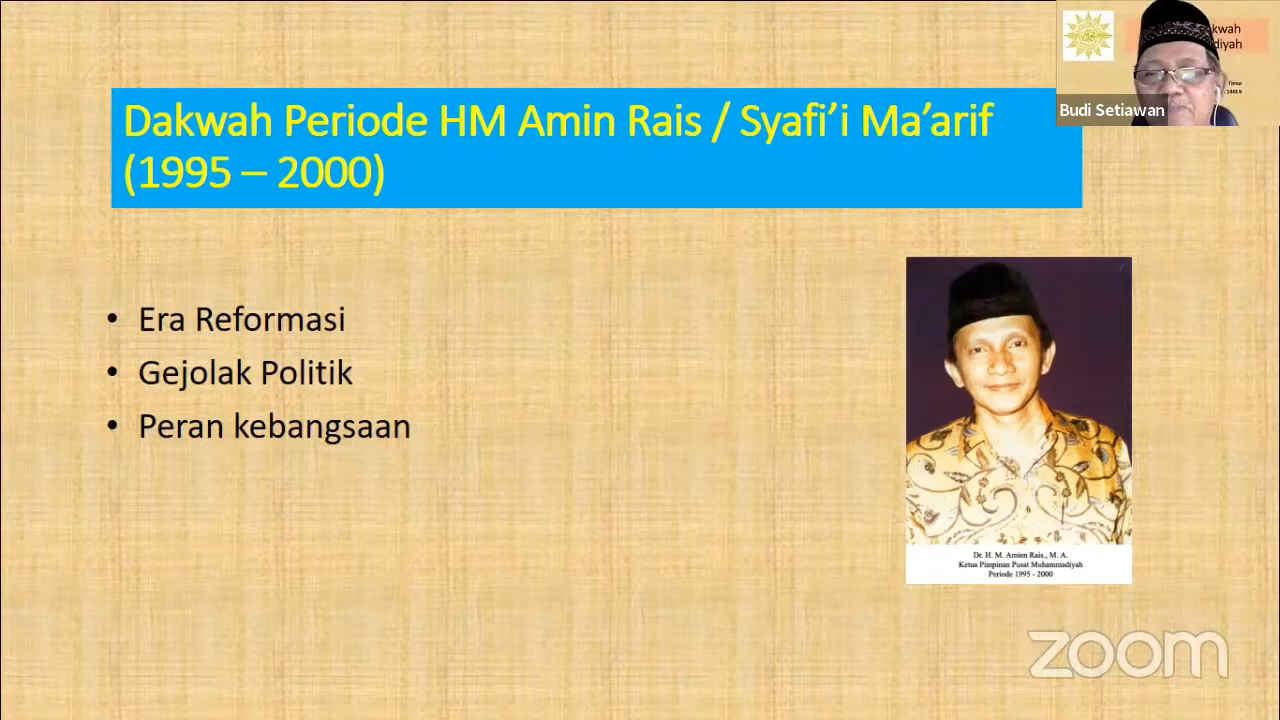 Dakwah Periode HM Amin Rais / Syafi’i Ma’arif
(1995 – 2000)
• Era Reformasi
• Gejolak Politik
• Peran kebangsaan
Dr. H. M. Amien Rais., M. A.
Ketua Pimpinan Pusat Muhammadiyah
Periode 1995 - 2000
Budi Setiawan
zoom